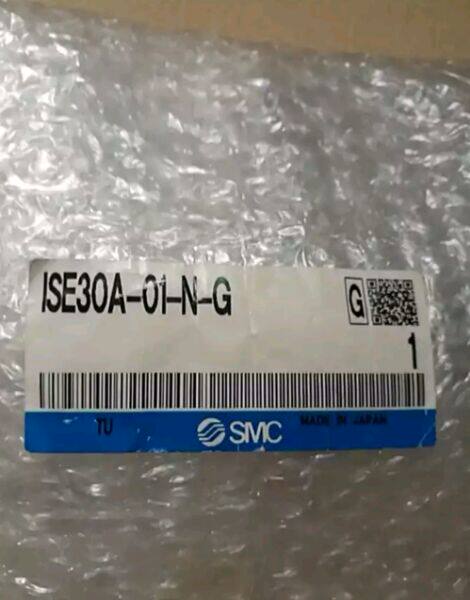 ISE30A-01-N-G
G
1
TU
SMC
MADE IN JAPAN